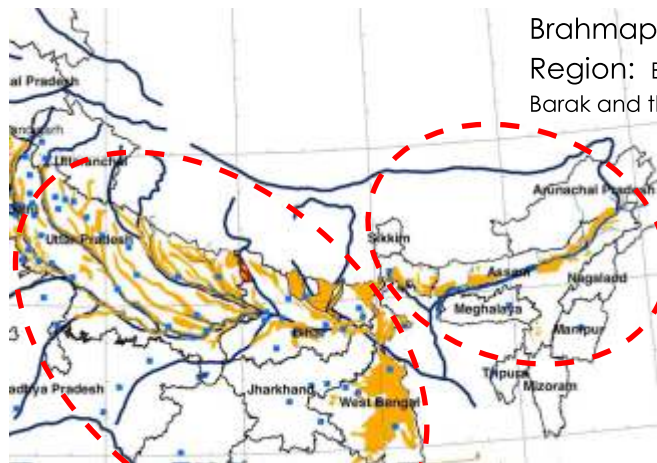 Brahmap
Region: B
Barak and th
al Pradesh
Uttaranchal
Arunachal Pradesh
Sikkim
Uttar Pradesh
Assam
Nagaland
Meghalaya
Bihar
Manipur
adhya Pradesh
Jharkhand
Tripura
Mizoram
West Bengal